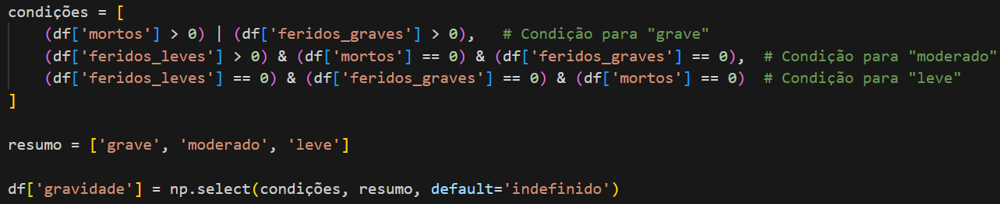 condições = [
    (df['mortos'] > 0) | (df['feridos_graves'] > 0),   # Condição para "grave"
    (df['feridos_leves'] > 0) & (df['mortos'] == 0) & (df['feridos_graves'] == 0),  # Condição para "moderado"
    (df['feridos_leves'] == 0) & (df['feridos_graves'] == 0) & (df['mortos'] == 0)  # Condição para "leve"
]
resumo = ['grave', 'moderado', 'leve']
df['gravidade'] = np.select(condições, resumo, default='indefinido')